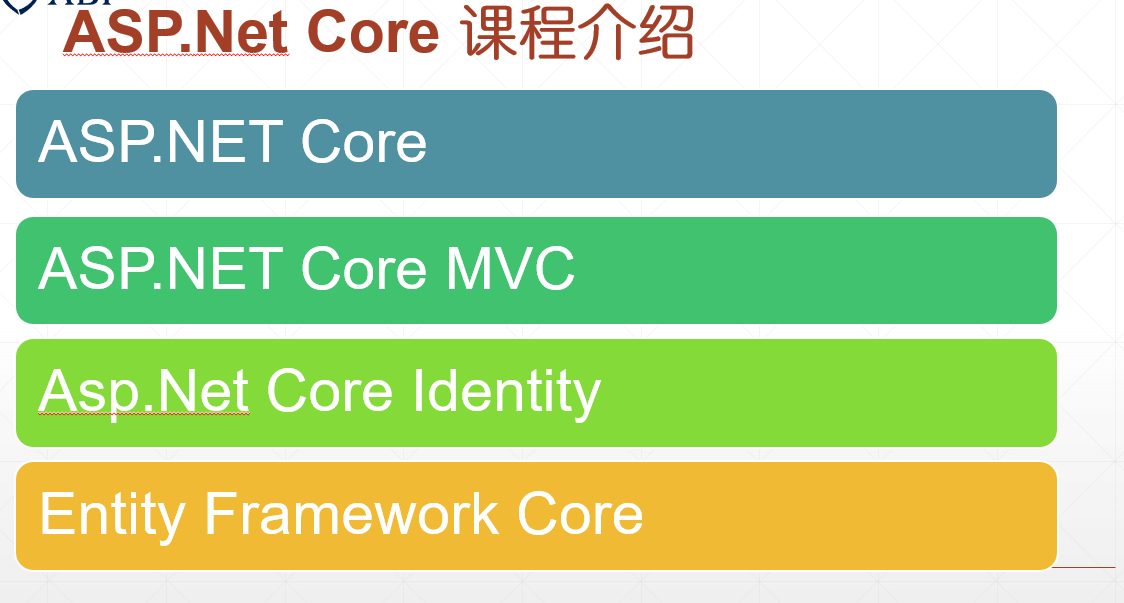 ASP.Net Core 课程介绍
ASP.NET Core
ASP.NET Core MVC
Asp.Net Core Identity
Entity Framework Core